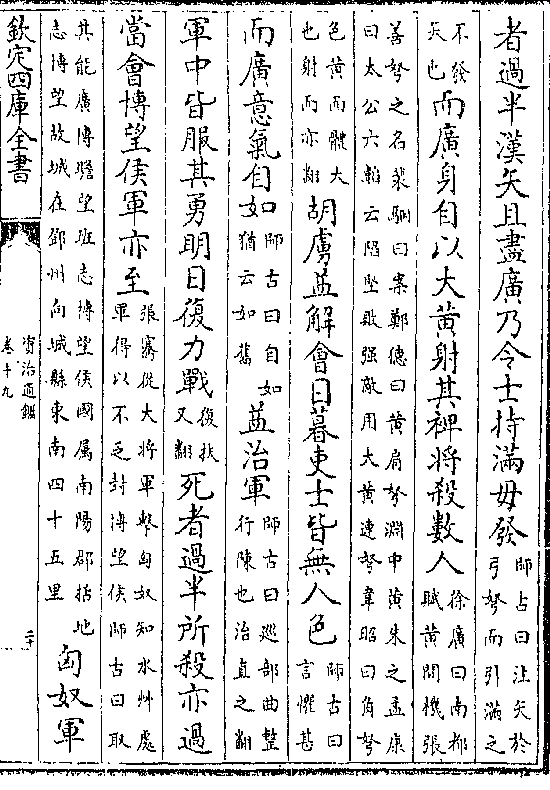 者過半漢矢且盡廣乃令士持滿毋發師古曰注矢於弓弩而引滿之
不發矢也而廣身自以大黄射其裨將殺數人徐廣曰南都賦黄間機張
善弩之名裴駰曰案鄭德曰黄肩弩淵中黄朱之孟康曰太公六韜云陷堅敗强敵用大黄連弩韋昭曰角弩
色黄而體大也射而亦翻胡虜益解會日暮吏士皆無人色師古曰言懼甚
而廣意氣自如師古曰自如猶云如舊益治軍師古曰巡部曲整行陳也治直之翻
軍中皆服其勇明日復力戰復扶又翻死者過半所殺亦過
當會博望侯軍亦至張騫從大將軍擊匈奴知水艸處軍得以不乏封博望侯師古曰取
其能廣博瞻望班志博望侯國屬南陽郡括地志博望故城在鄧州向城縣東南四十五里匈奴軍
欽定四庫全書
資治通鑑
卷十九
二十